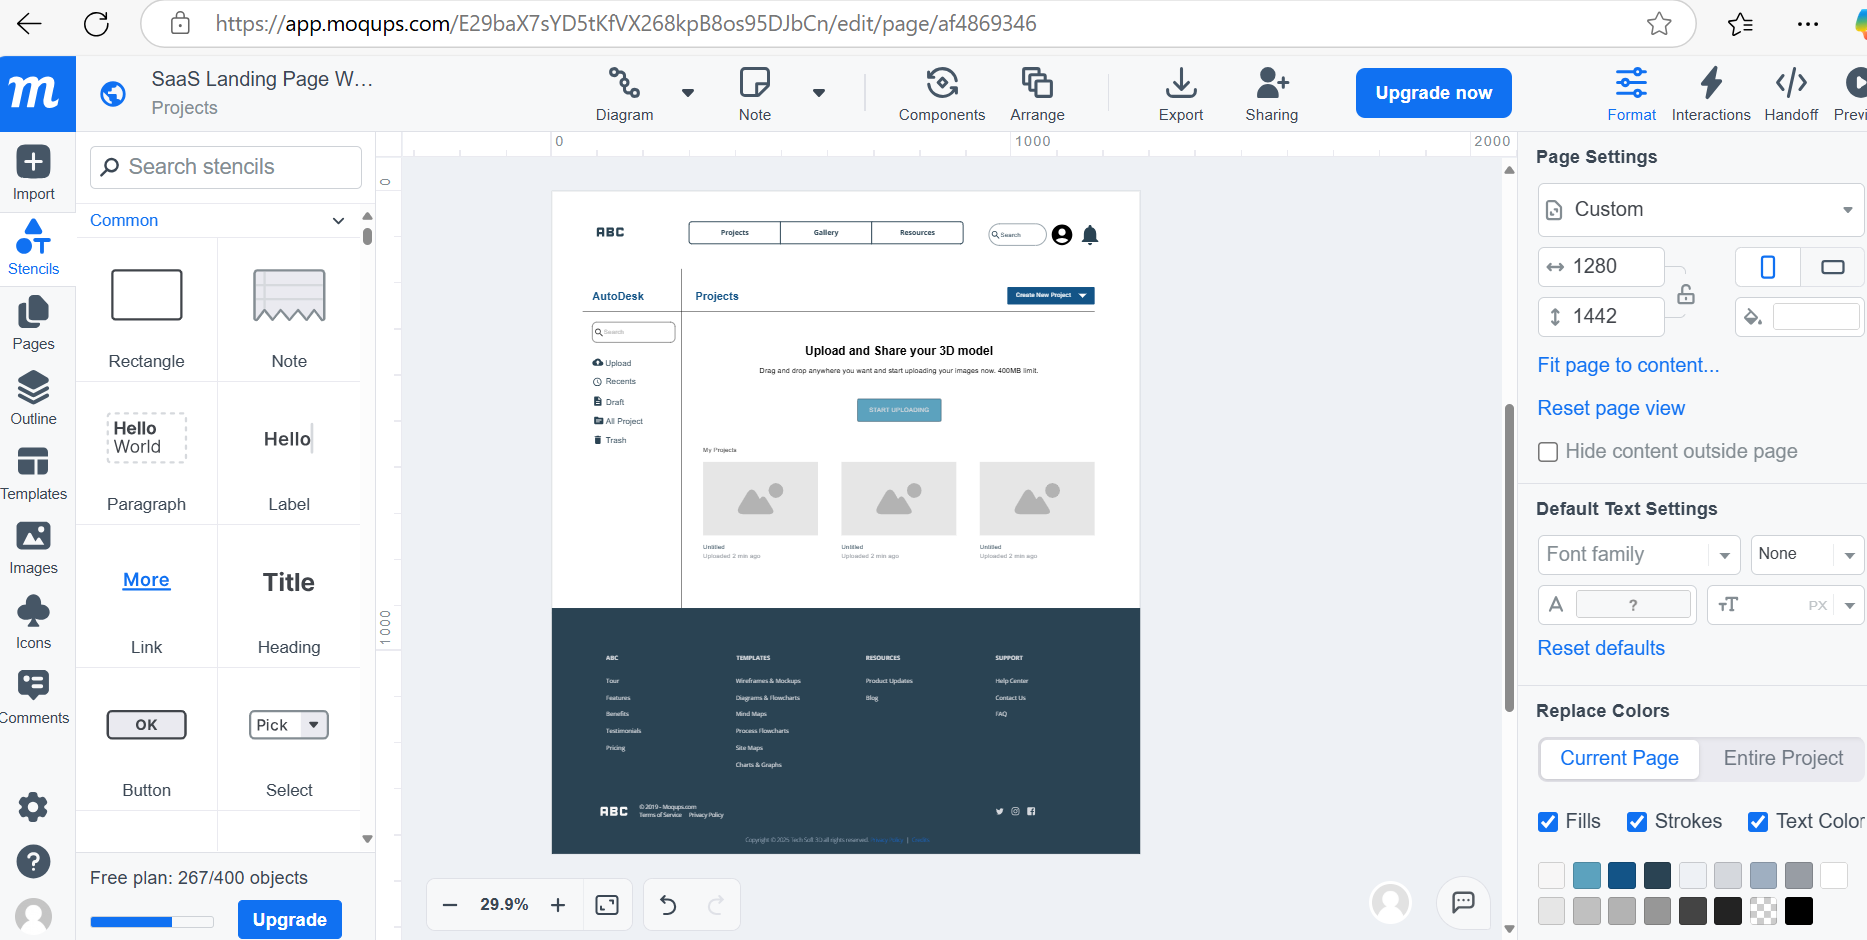 https://app.moqups.com/E29baX7sYD5tKfVX268kpB8os95DJbCn/edit/page/af4869346
m
SaaS Landing Page W...
Projects
Diagram
Note
Components
Arrange
Export
Sharing
Upgrade now
Format
Interactions
Handoff
Previ
Import
Stencils
Pages
Outline
Templates
Images
Icons
Comments
Search stencils
Common
Rectangle
Note
Hello
World
Paragraph
Hello
Label
More
Link
Title
Heading
OK
Button
Pick
Select
Free plan: 267/400 objects
Upgrade
0
1000
2000
0
1000
ABC
Projects
Gallery
Resources
Search
AutoDesk
Projects
Create New Project
Search
Upload
Recents
Draft
All Project
Trash
Upload and Share your 3D model
Drag and drop anywhere you want and start uploading your images now. 400MB limit.
START UPLOADING
My Projects
Untitled
Uploaded 2 min ago
Untitled
Uploaded 2 min ago
Untitled
Uploaded 2 min ago
ABC
Tour
Features
Benefits
Testimonials
Pricing
TEMPLATES
Wireframes & Mockups
Diagrams & Flowcharts
Mind Maps
Process Flowcharts
Site Maps
Charts & Graphs
RESOURCES
Product Updates
Blog
SUPPORT
Help Center
Contact Us
FAQ
ABC
© 2019 - Moqups.com
Terms of Service Privacy Policy
Copyright © 2025 Tech Soft 3D all rights reserved. Privacy Policy | Terms
29.9%
Page Settings
Custom
1280
1442
Fit page to content...
Reset page view
Hide content outside page
Default Text Settings
Font family
None
A ?
TT PX
Reset defaults
Replace Colors
Current Page
Entire Project
Fills
Strokes
Text Color